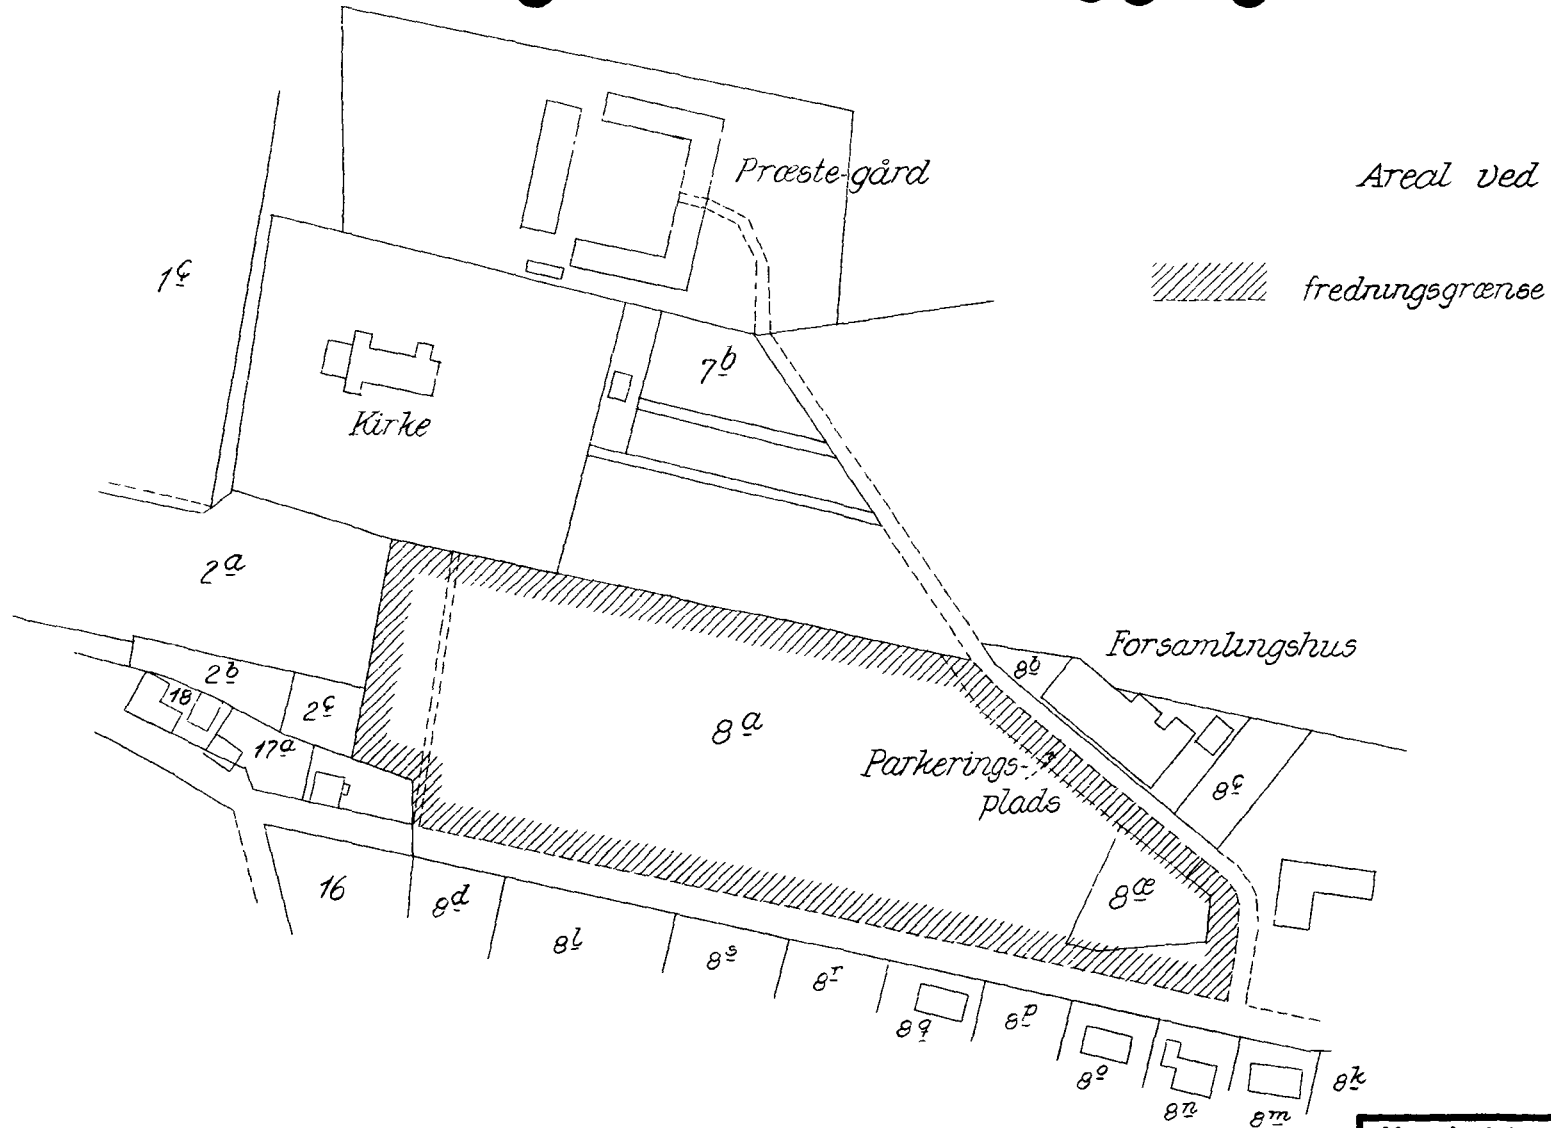 Præste-gård
Areal ved
1c
fredningsgrænse
7b
Kirke
2a
Forsamlingshus
8b
2b
18
2c
8a
17a
Parkerings-
plads
8c
16
8d
8æ
8l
8s
8r
8q
8p
8o
8n
8m
8k